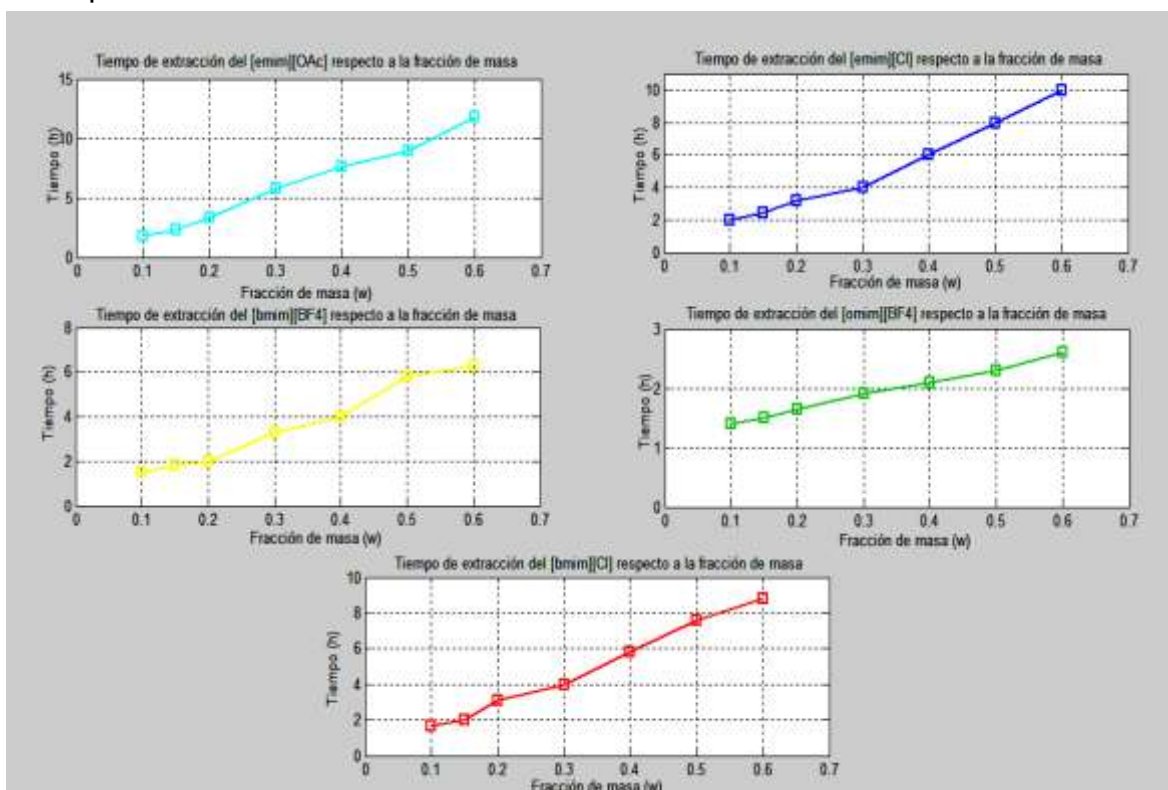 Tiempo de extracción del [emim][OAc] respecto a la fracción de masa
15
10
5
0
Tiempo (h)
0 0.1 0.2 0.3 0.4 0.5 0.6 0.7
Fracción de masa (w)
Tiempo de extracción del [emim][Cl] respecto a la fracción de masa
10
8
6
4
2
0
Tiempo (h)
0 0.1 0.2 0.3 0.4 0.5 0.6 0.7
Fracción de masa (w)
Tiempo de extracción del [bmim][BF4] respecto a la fracción de masa
8
6
4
2
0
Tiempo (h)
0 0.1 0.2 0.3 0.4 0.5 0.6 0.7
Fracción de masa (w)
Tiempo de extracción del [omim][BF4] respecto a la fracción de masa
3
2
1
0
Tiempo (h)
0 0.1 0.2 0.3 0.4 0.5 0.6 0.7
Fracción de masa (w)
Tiempo de extracción del [bmim][Cl] respecto a la fracción de masa
10
8
6
4
2
0
Tiempo (h)
0 0.1 0.2 0.3 0.4 0.5 0.6 0.7
Fracción de masa (w)